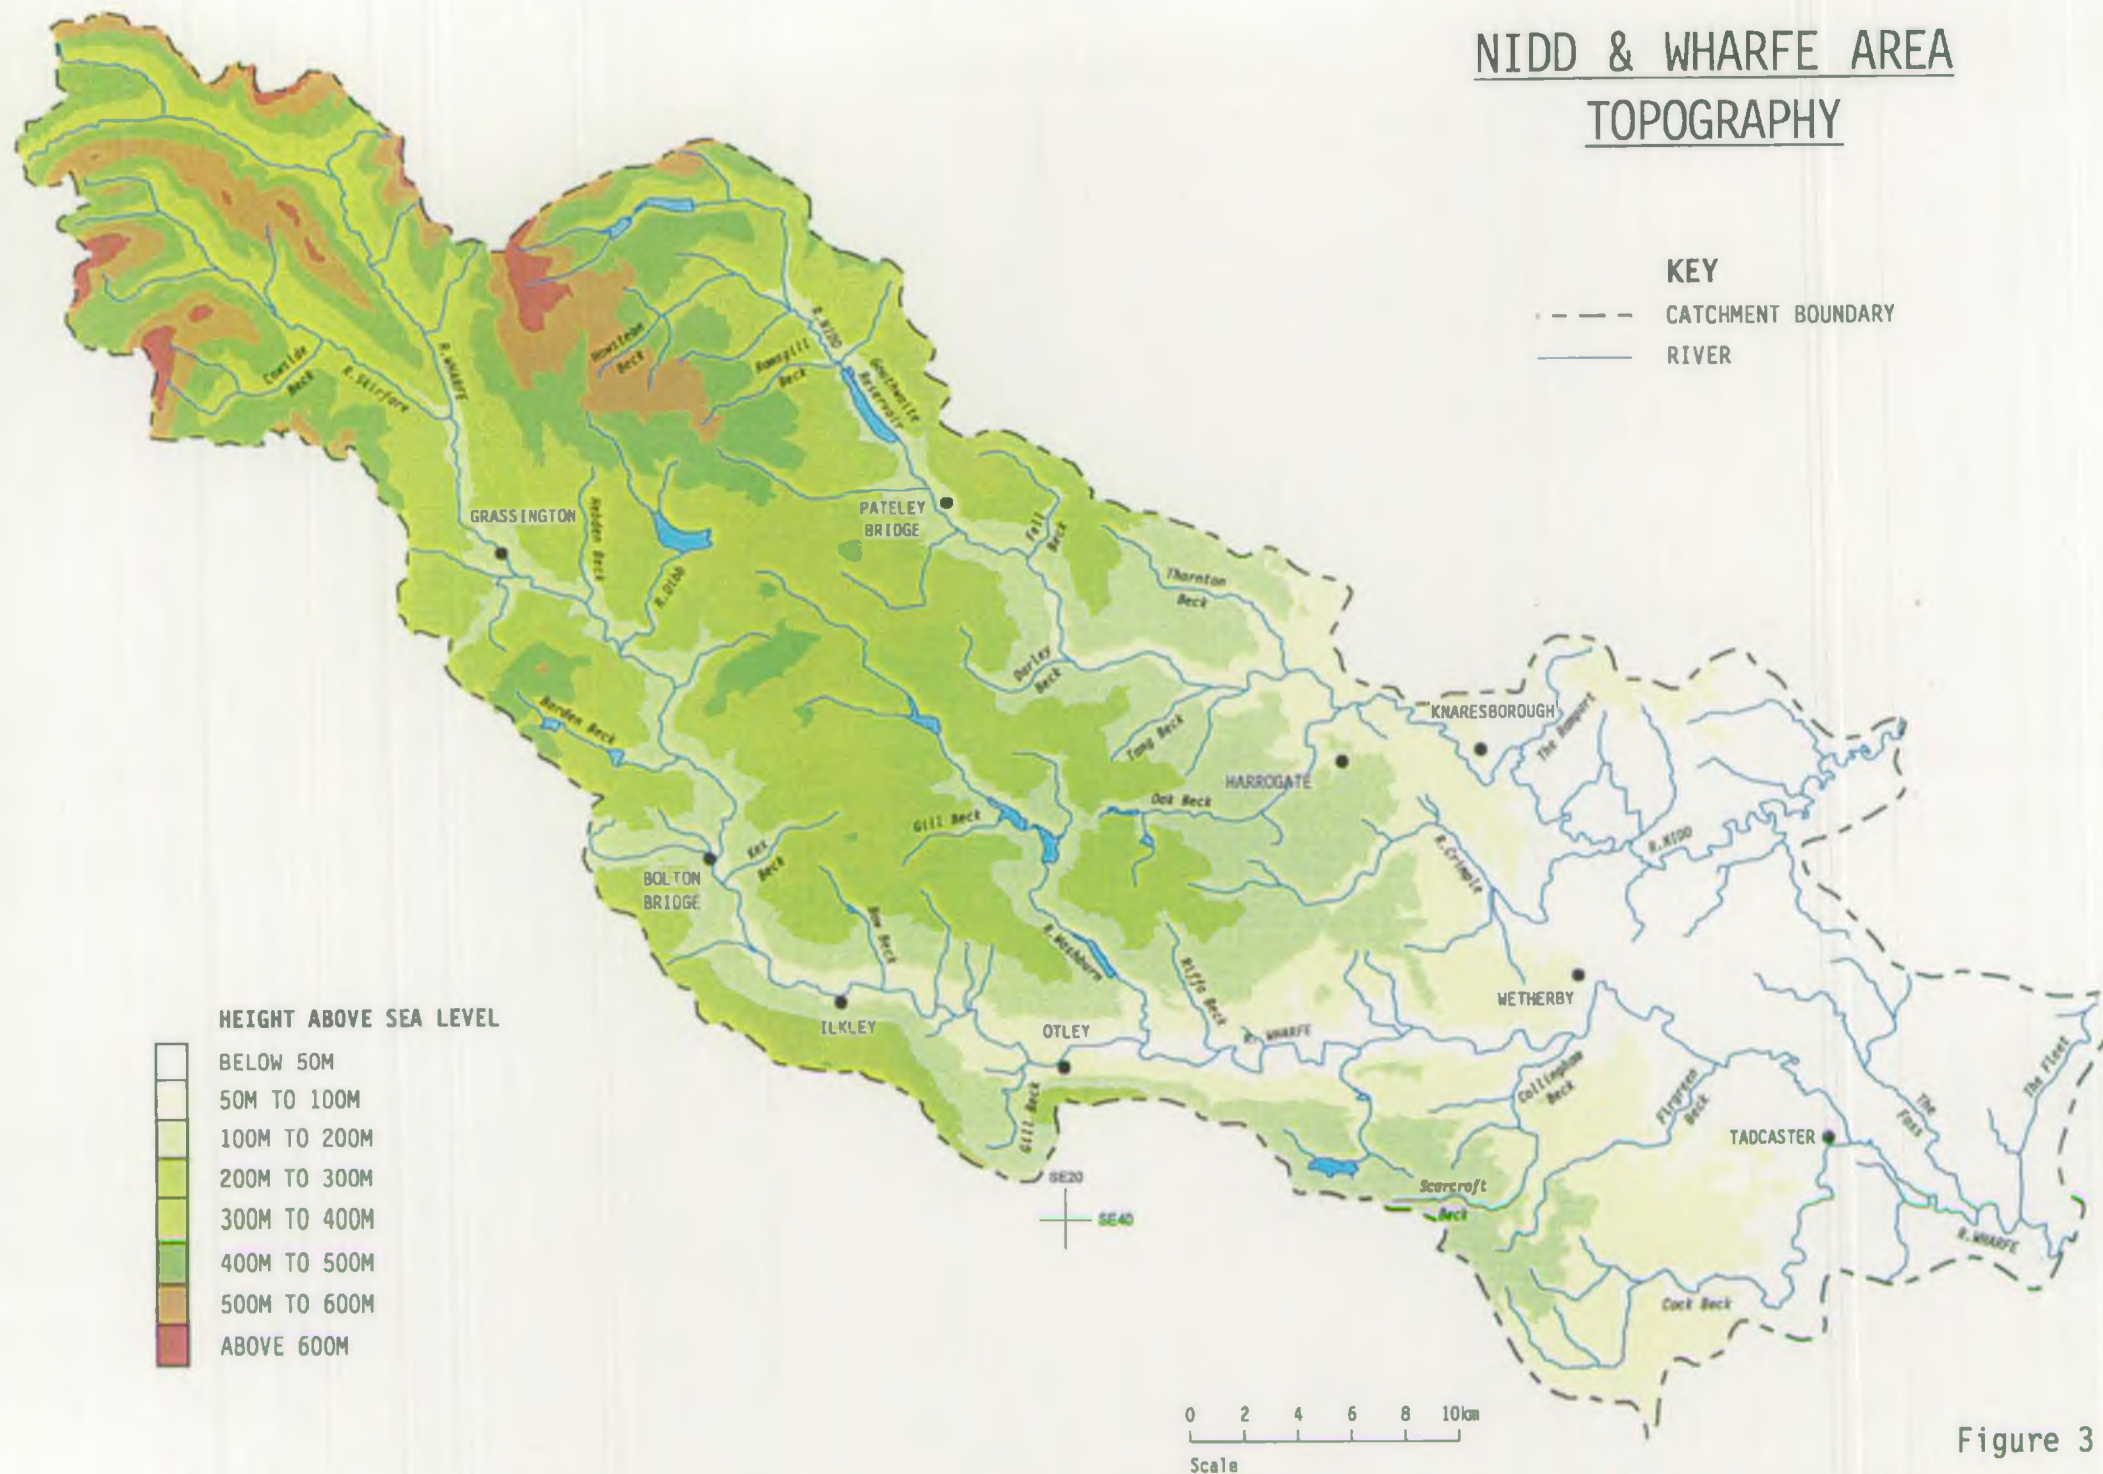 NIDD & WHARFE AREA
TOPOGRAPHY
KEY
CATCHMENT BOUNDARY
RIVER
R.NIDD
Howstege
Beck
Ramsgill
Beck
Gouthwaite
Reservoir
R.WHARFE
Cowside
Beck
R.Skirfare
GRASSINGTON
Hebden Beck
R.Dibb
PATELEY
BRIDGE
Fell
Beck
Thornton
Beck
Darley
Beck
Barden Beck
Tang Beck
KNARESBOROUGH
The Rampart
HARROGATE
Oak Beck
Gill Beck
R.Crimple
R.NIDD
Kex
Beck
BOLTON
BRIDGE
Bow Beck
R.Washburn
Riffa Beck
WETHERBY
ILKLEY
OTLEY
R. WHARFE
Collingham
Beck
Firgreen
Beck
The
Foss
The Fleet
TADCASTER
Gill Beck
Scarcroft
Beck
R.WHARFE
Cock Beck
SE20
SE40
HEIGHT ABOVE SEA LEVEL
BELOW 50M
50M TO 100M
100M TO 200M
200M TO 300M
300M TO 400M
400M TO 500M
500M TO 600M
ABOVE 600M
0 2 4 6 8 10km
Scale
Figure 3